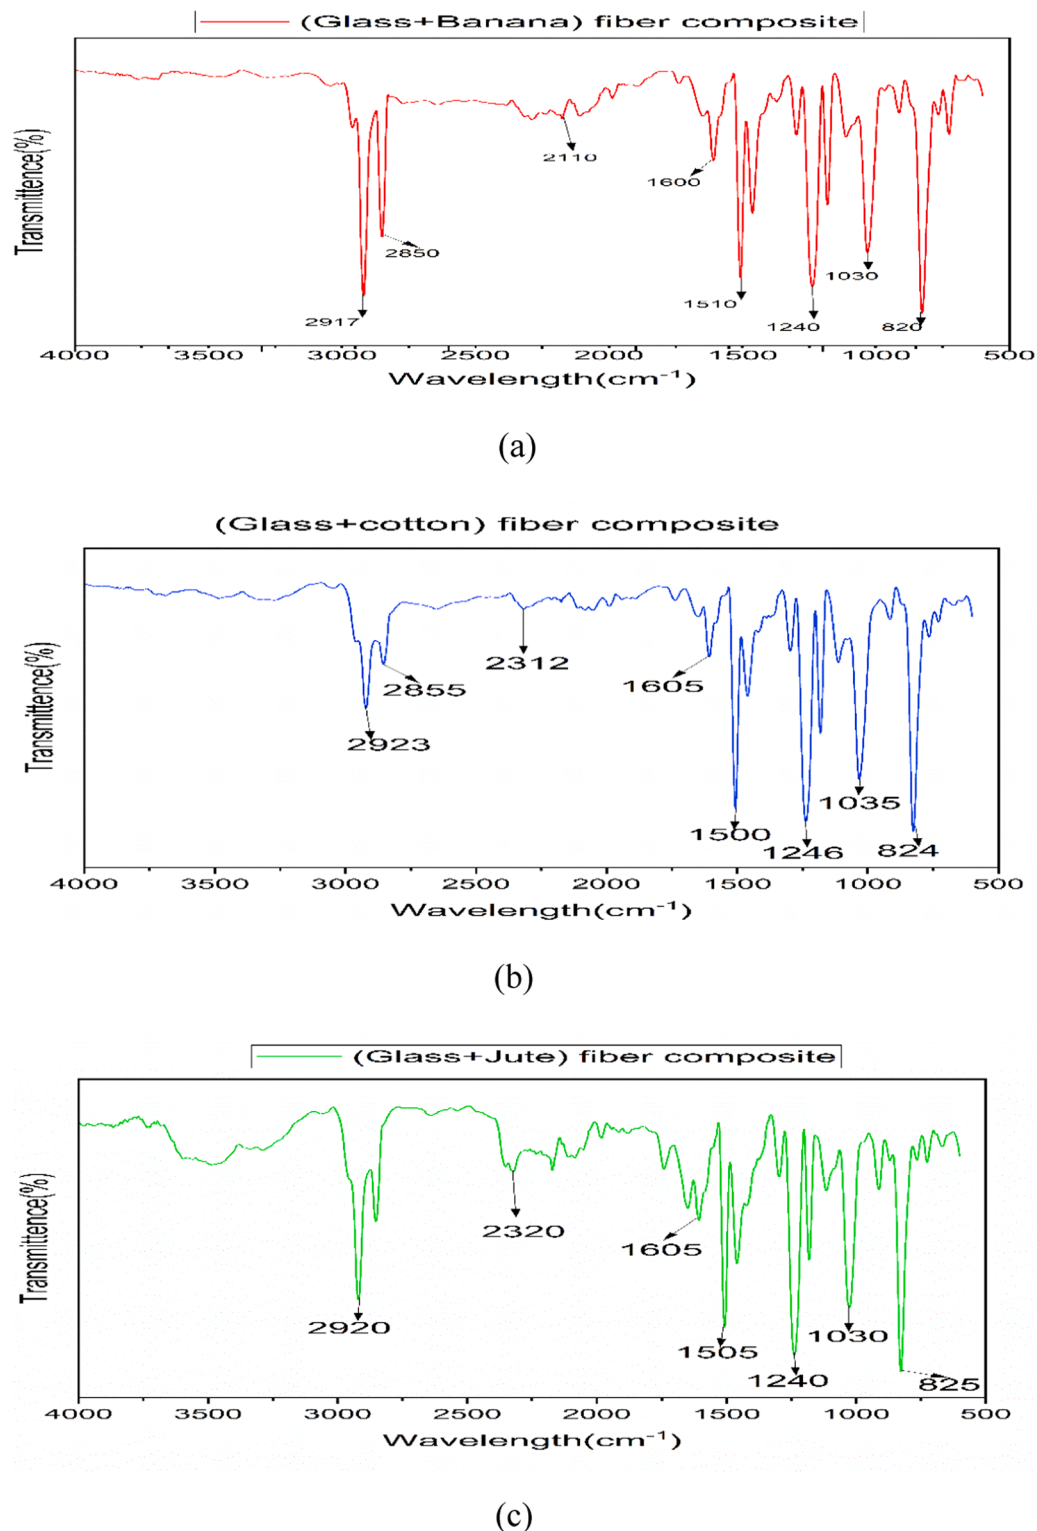 (Glass+Banana) fiber composite
Transmittence(%)
2110
1600
2850
1030
1510
2917
1240
820
4000 3500 3000 2500 2000 1500 1000 500
Wavelength(cm⁻¹)
(a)
(Glass+cotton) fiber composite
Transmittence(%)
2312
2855
1605
2923
1035
1500
1246
824
4000 3500 3000 2500 2000 1500 1000 500
Wavelength(cm⁻¹)
(b)
(Glass+Jute) fiber composite
Transmittence(%)
2320
1605
2920
1030
1505
1240
825
4000 3500 3000 2500 2000 1500 1000 500
Wavelength(cm⁻¹)
(c)